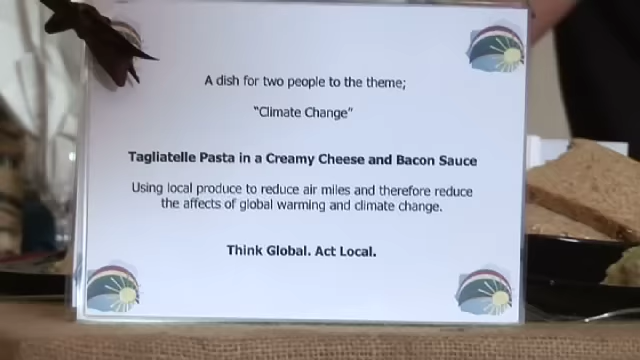 A dish for two people to the theme;
"Climate Change"
Tagliatelle Pasta in a Creamy Cheese and Bacon Sauce
Using local produce to reduce air miles and therefore reduce
the affects of global warming and climate change.
Think Global. Act Local.